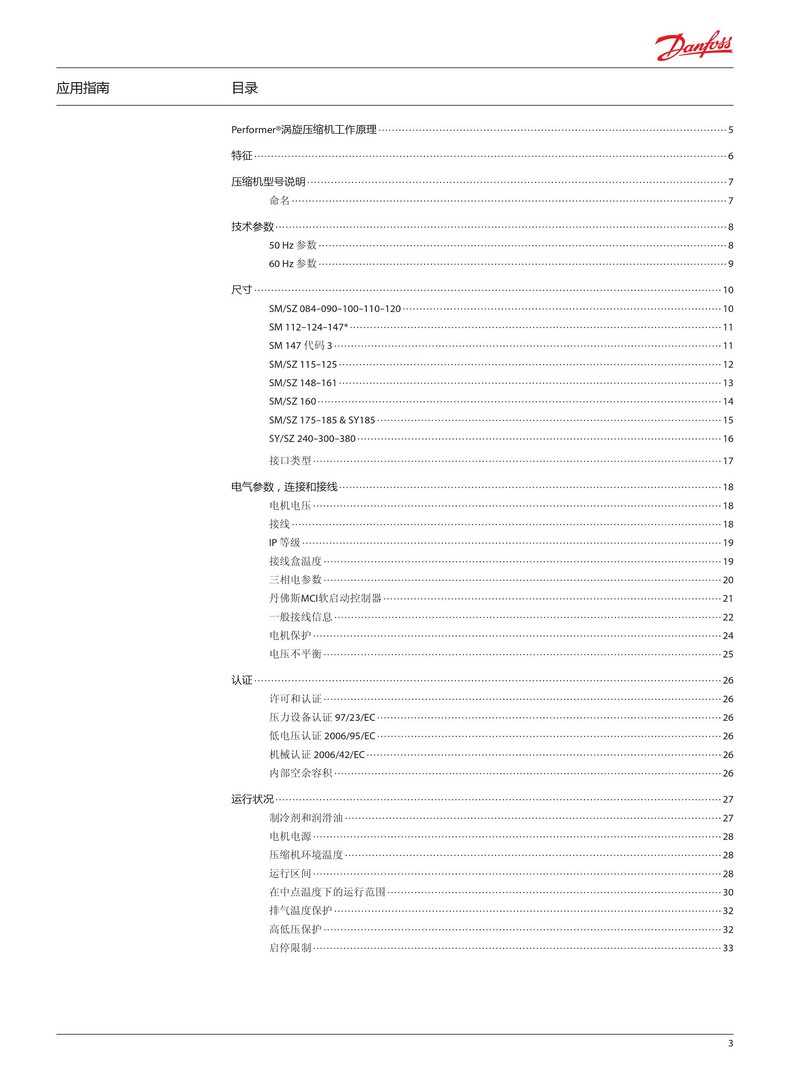 Danfoss
应用指南
目录
Performer®涡旋压缩机工作原理 5
特征 6
压缩机型号说明 7
命名 7
技术参数 8
50 Hz 参数 8
60 Hz 参数 9
尺寸 10
SM/SZ 084–090–100–110–120 10
SM 112–124–147* 11
SM 147 代码 3 11
SM/SZ 115–125 12
SM/SZ 148–161 13
SM/SZ 160 14
SM/SZ 175–185 & SY185 15
SY/SZ 240–300–380 16
接口类型 17
电气参数，连接和接线 18
电机电压 18
接线 18
IP 等级 19
接线盒温度 19
三相电参数 20
丹佛斯MCI软启动控制器 21
一般接线信息 22
电机保护 24
电压不平衡 25
认证 26
许可和认证 26
压力设备认证 97/23/EC 26
低电压认证 2006/95/EC 26
机械认证 2006/42/EC 26
内部空余容积 26
运行状况 27
制冷剂和润滑油 27
电机电源 28
压缩机环境温度 28
运行区间 28
在中点温度下的运行范围 30
排气温度保护 32
高低压保护 32
启停限制 33
3